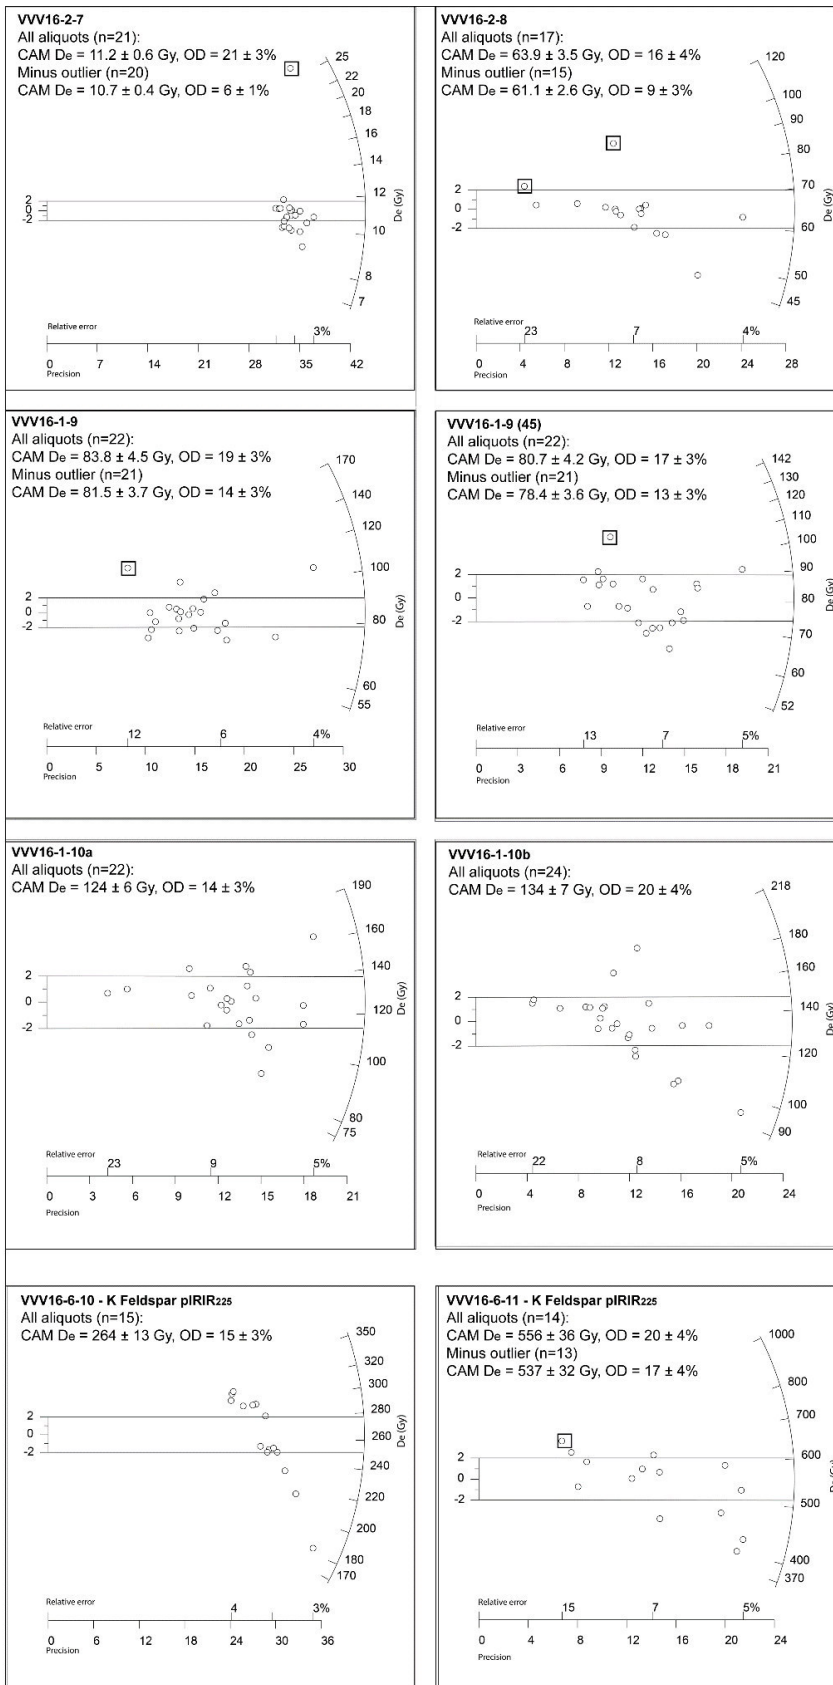 VVV16-2-7
All aliquots (n=21):
CAM De = 11.2 ± 0.6 Gy, OD = 21 ± 3%
Minus outlier (n=20)
CAM De = 10.7 ± 0.4 Gy, OD = 6 ± 1%
25
22
20
18
16
14
12
10
8
7
De (Gy)
2
0
-2
Relative error
3%
0 7 14 21 28 35 42
Precision
VVV16-2-8
All aliquots (n=17):
CAM De = 63.9 ± 3.5 Gy, OD = 16 ± 4%
Minus outlier (n=15)
CAM De = 61.1 ± 2.6 Gy, OD = 9 ± 3%
120
100
90
80
70
60
50
45
De (Gy)
2
0
-2
Relative error
23 7 4%
0 4 8 12 16 20 24 28
Precision
VVV16-1-9
All aliquots (n=22):
CAM De = 83.8 ± 4.5 Gy, OD = 19 ± 3%
Minus outlier (n=21)
CAM De = 81.5 ± 3.7 Gy, OD = 14 ± 3%
170
140
120
100
80
60
55
De (Gy)
2
0
-2
Relative error
12 6 4%
0 5 10 15 20 25 30
Precision
VVV16-1-9 (45)
All aliquots (n=22):
CAM De = 80.7 ± 4.2 Gy, OD = 17 ± 3%
Minus outlier (n=21)
CAM De = 78.4 ± 3.6 Gy, OD = 13 ± 3%
142
130
120
110
100
90
80
70
60
52
De (Gy)
2
0
-2
Relative error
13 7 5%
0 3 6 9 12 15 18 21
Precision
VVV16-1-10a
All aliquots (n=22):
CAM De = 124 ± 6 Gy, OD = 14 ± 3%
190
160
140
120
100
80
75
De (Gy)
2
0
-2
Relative error
23 9 5%
0 3 6 9 12 15 18 21
Precision
VVV16-1-10b
All aliquots (n=24):
CAM De = 134 ± 7 Gy, OD = 20 ± 4%
218
180
160
140
120
100
90
De (Gy)
2
0
-2
Relative error
22 8 5%
0 4 8 12 16 20 24
Precision
VVV16-6-10 - K Feldspar pIRIR225
All aliquots (n=15):
CAM De = 264 ± 13 Gy, OD = 15 ± 3%
350
320
300
280
260
240
220
200
180
170
De (Gy)
2
0
-2
Relative error
4 3%
0 6 12 18 24 30 36
Precision
VVV16-6-11 - K Feldspar pIRIR225
All aliquots (n=14):
CAM De = 556 ± 36 Gy, OD = 20 ± 4%
Minus outlier (n=13)
CAM De = 537 ± 32 Gy, OD = 17 ± 4%
1000
800
700
600
500
400
370
De (Gy)
2
0
-2
Relative error
15 7 5%
0 4 8 12 16 20 24
Precision